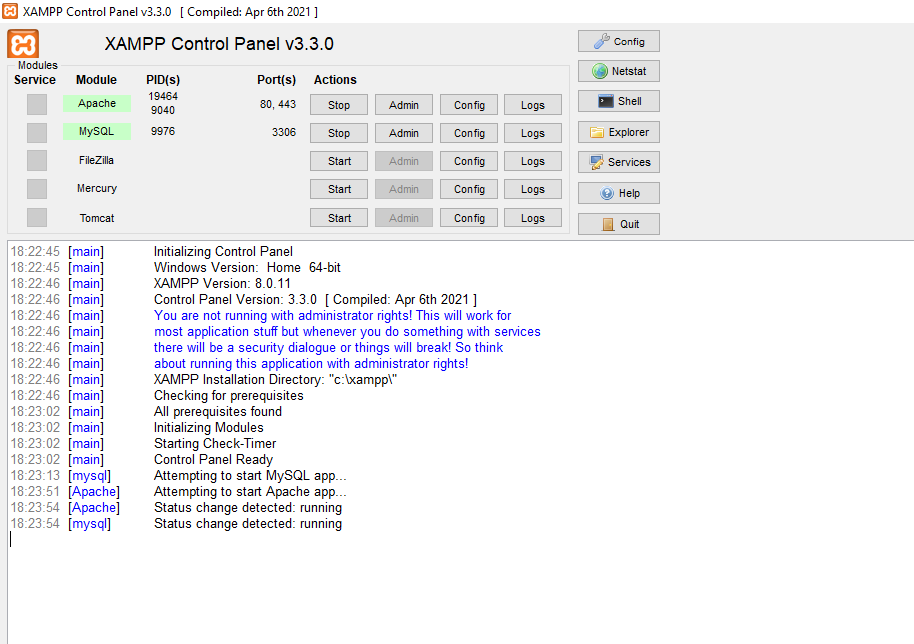 XAMPP Control Panel v3.3.0 [ Compiled: Apr 6th 2021 ]
XAMPP Control Panel v3.3.0
Modules
Service Module PID(s) Port(s) Actions
Apache 19464 9040 80, 443 Stop Admin Config Logs
MySQL 9976 3306 Stop Admin Config Logs
FileZilla Start Admin Config Logs
Mercury Start Admin Config Logs
Tomcat Start Admin Config Logs
Config
Netstat
Shell
Explorer
Services
Help
Quit
18:22:45 [main] Initializing Control Panel
18:22:45 [main] Windows Version: Home 64-bit
18:22:46 [main] XAMPP Version: 8.0.11
18:22:46 [main] Control Panel Version: 3.3.0 [ Compiled: Apr 6th 2021 ]
18:22:46 [main] You are not running with administrator rights! This will work for
18:22:46 [main] most application stuff but whenever you do something with services
18:22:46 [main] there will be a security dialogue or things will break! So think
18:22:46 [main] about running this application with administrator rights!
18:22:46 [main] XAMPP Installation Directory: "c:\xampp\"
18:22:46 [main] Checking for prerequisites
18:23:02 [main] All prerequisites found
18:23:02 [main] Initializing Modules
18:23:02 [main] Starting Check-Timer
18:23:02 [main] Control Panel Ready
18:23:13 [mysql] Attempting to start MySQL app...
18:23:51 [Apache] Attempting to start Apache app...
18:23:54 [Apache] Status change detected: running
18:23:54 [mysql] Status change detected: running